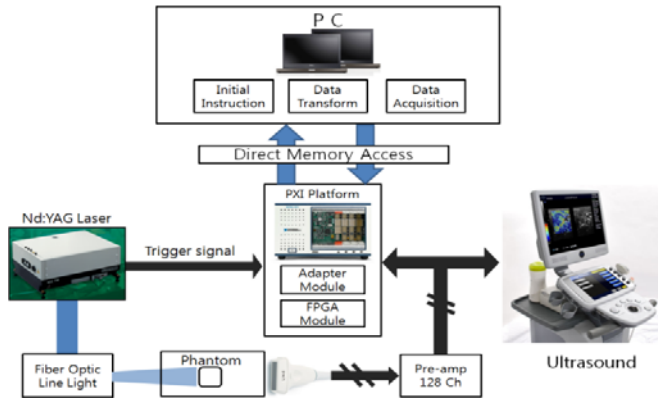 P C
Initial
Instruction
Data
Transform
Data
Acquisition
Direct Memory Access
PXI Platform
Nd:YAG Laser
Trigger signal
Adapter
Module
FPGA
Module
Fiber Optic
Line Light
Phantom
Pre-amp
128 Ch
Ultrasound